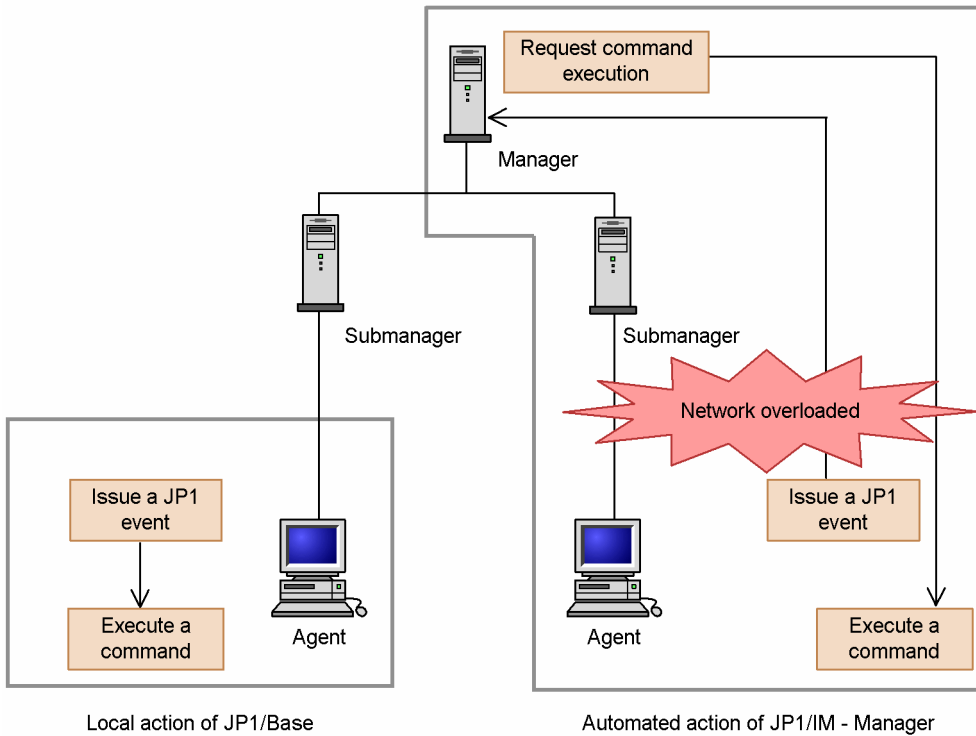 Request command
execution
Manager
Submanager
Submanager
Network overloaded
Issue a JP1
event
Issue a JP1
event
Execute a
command
Agent
Agent
Execute a
command
Local action of JP1/Base
Automated action of JP1/IM - Manager